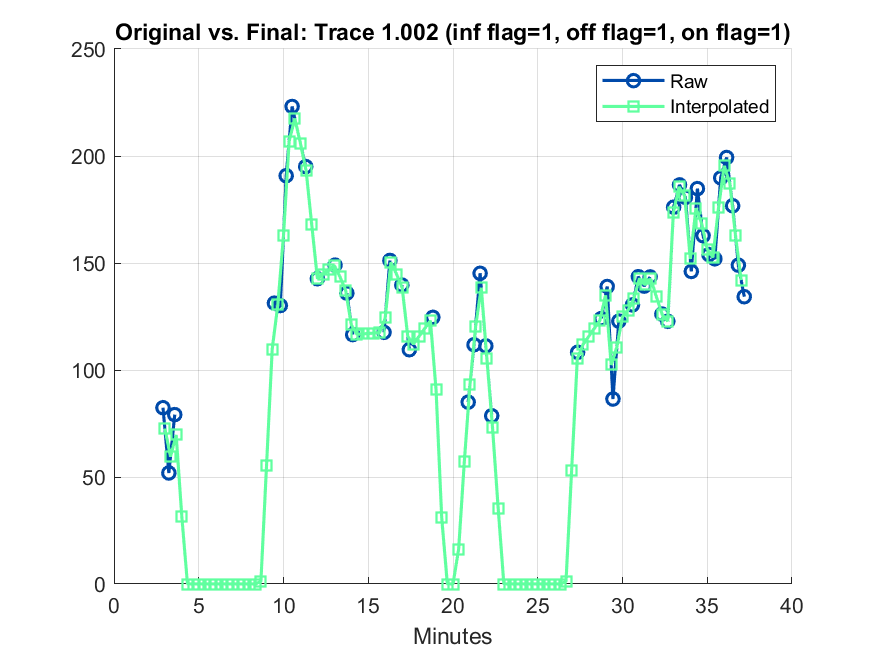 Original vs. Final: Trace 1.002 (inf flag=1, off flag=1, on flag=1)
250
200
150
100
50
0
Raw
Interpolated
0 5 10 15 20 25 30 35 40
Minutes